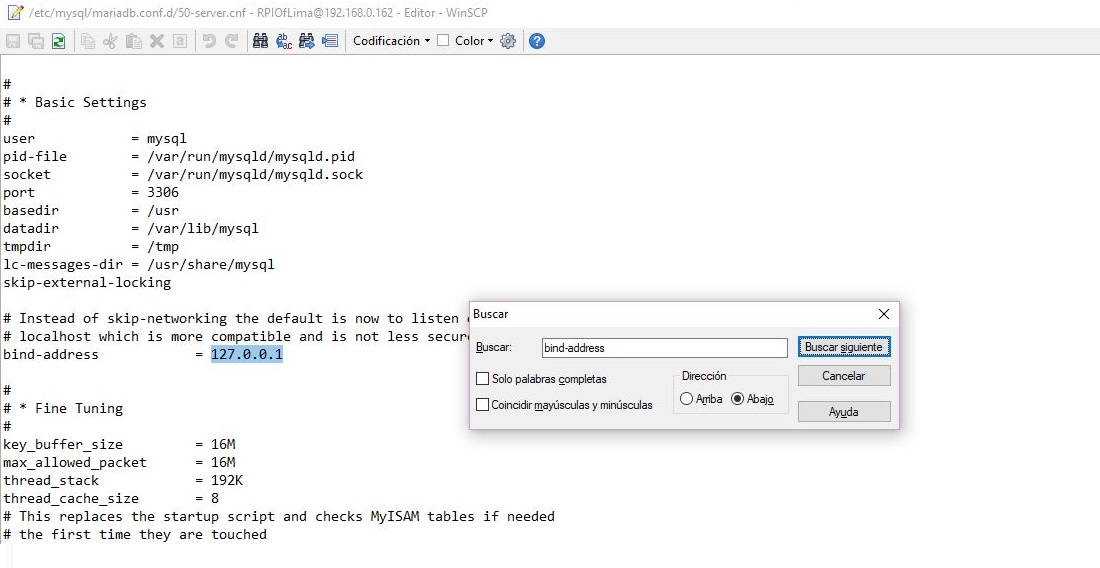 /etc/mysql/mariadb.conf.d/50-server.cnf - RPIOfLima@192.168.0.162 - Editor - WinSCP
Codificación Color
#
# * Basic Settings
#
user = mysql
pid-file = /var/run/mysqld/mysqld.pid
socket = /var/run/mysqld/mysqld.sock
port = 3306
basedir = /usr
datadir = /var/lib/mysql
tmpdir = /tmp
lc-messages-dir = /usr/share/mysql
skip-external-locking
# Instead of skip-networking the default is now to listen
# localhost which is more compatible and is not less secure
bind-address = 127.0.0.1
#
# * Fine Tuning
#
key_buffer_size = 16M
max_allowed_packet = 16M
thread_stack = 192K
thread_cache_size = 8
# This replaces the startup script and checks MyISAM tables if needed
# the first time they are touched
Buscar
Buscar: bind-address Buscar siguiente
Solo palabras completas Dirección Cancelar
Coincidir mayúsculas y minúsculas Arriba Abajo
Ayuda